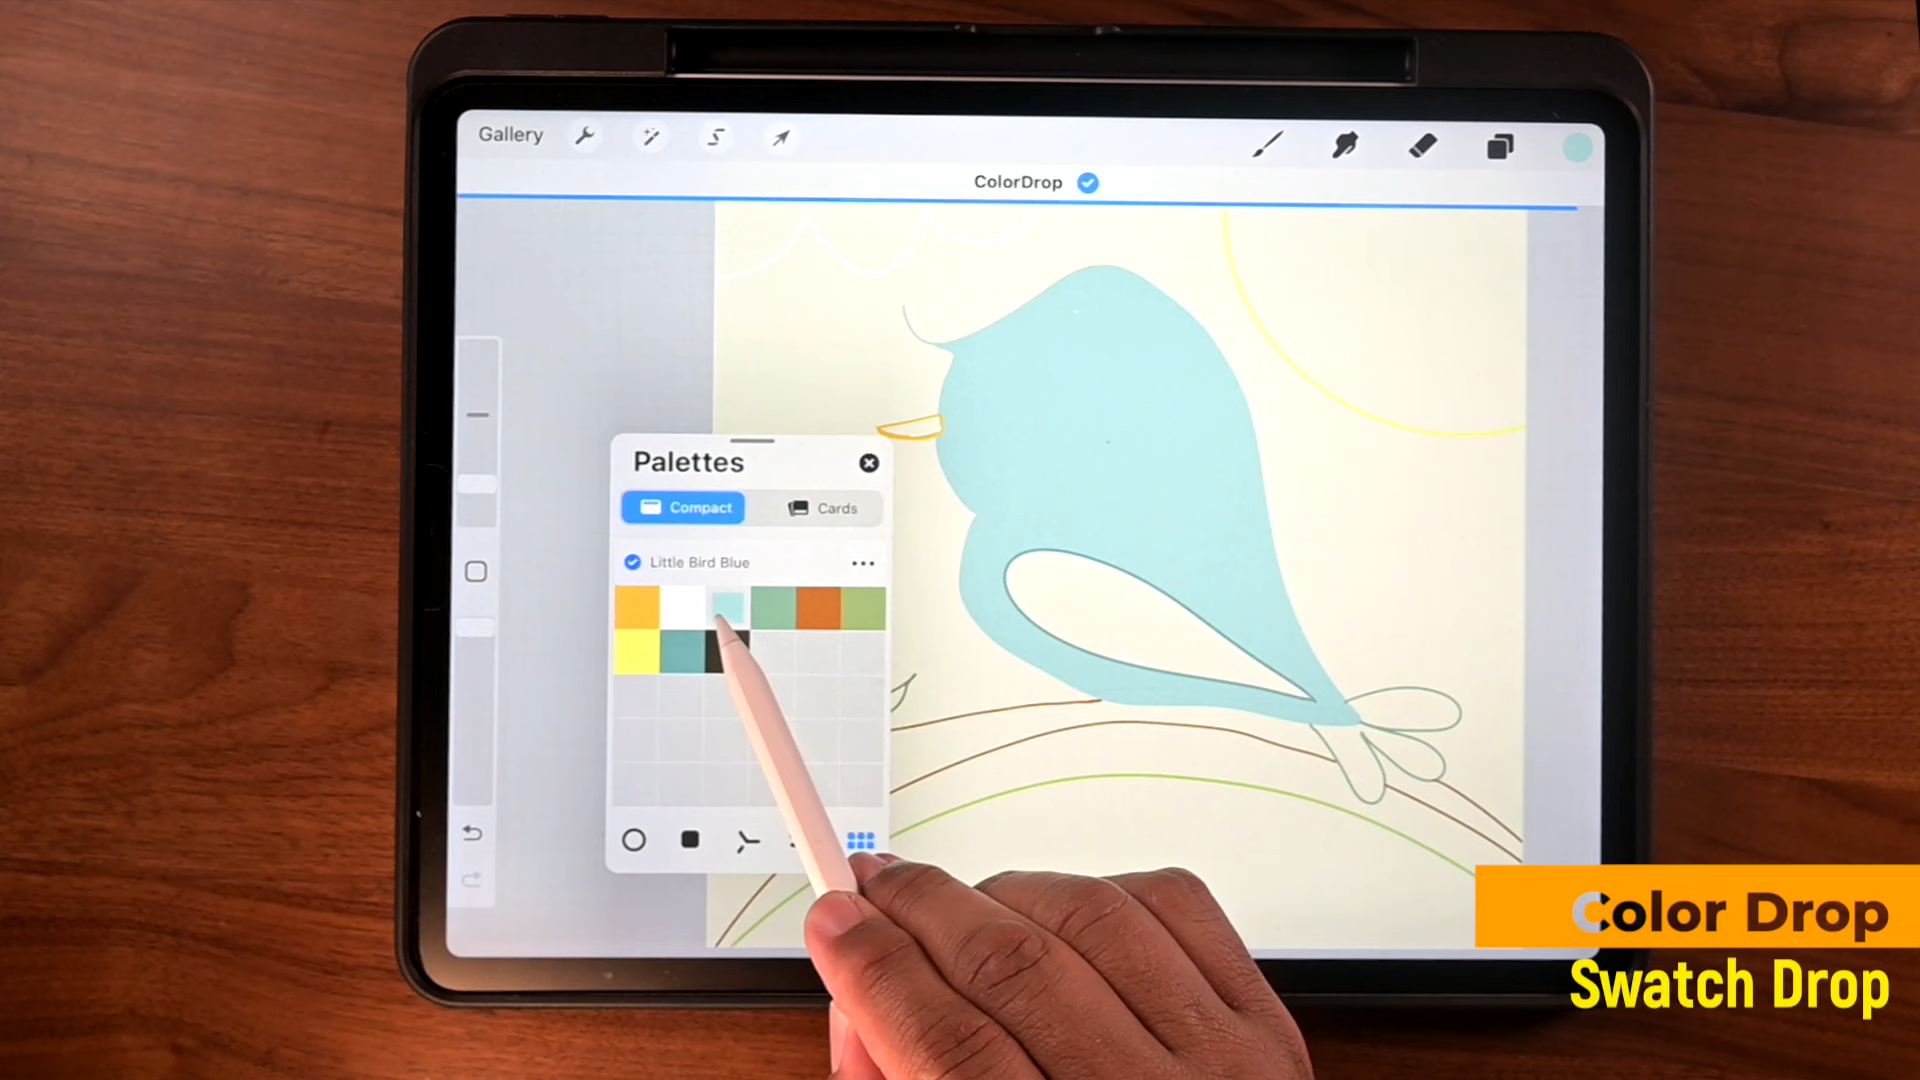 Gallery
ColorDrop
Palettes
Compact
Cards
Little Bird Blue
Color Drop
Swatch Drop